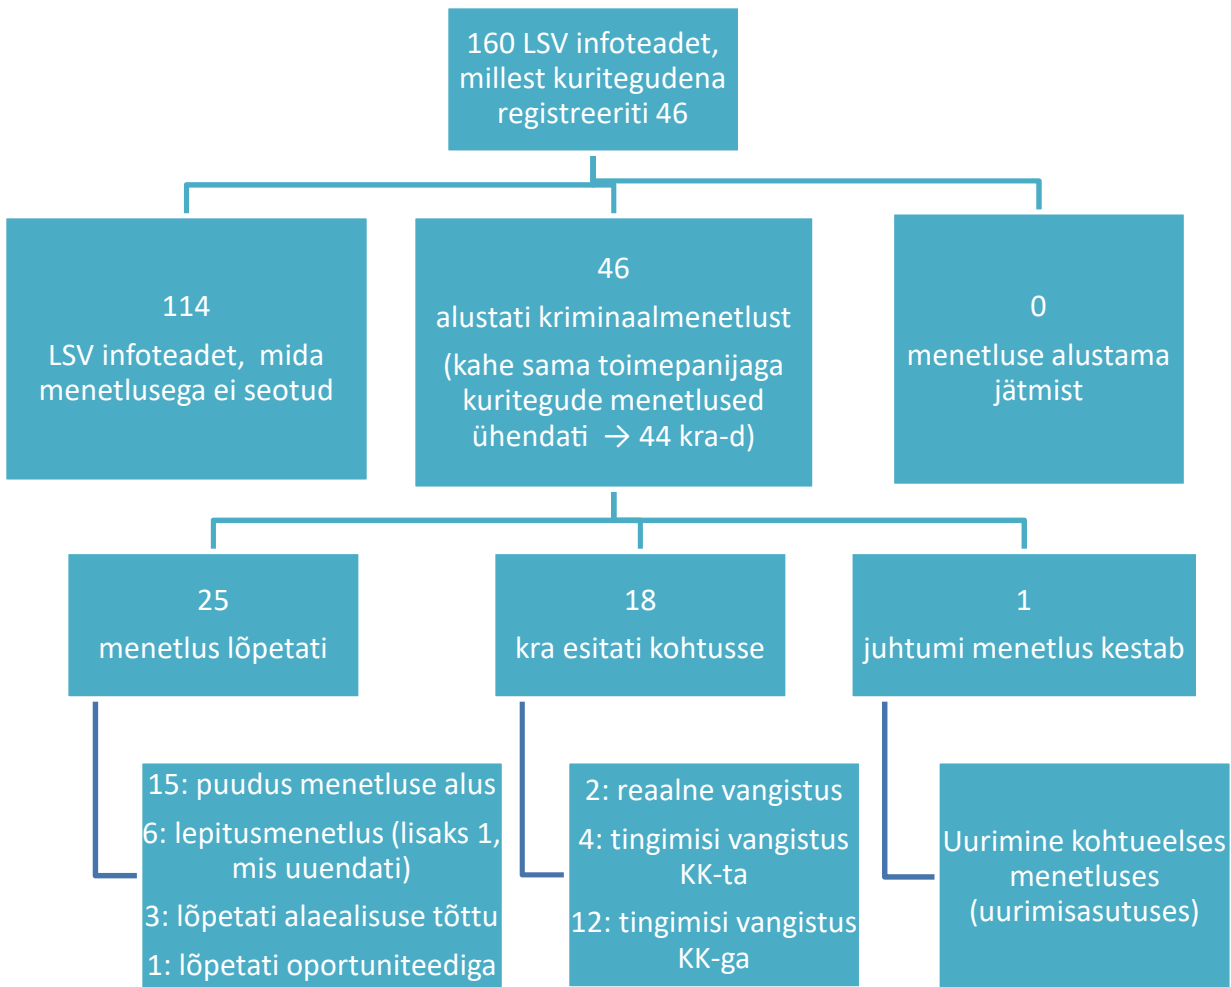 160 LSV infoteadet,
millest kuritegudena
registreeriti 46
114
LSV infoteadet, mida
menetlusega ei seotud
46
alustati kriminaalmenetlust
(kahe sama toimepanijaga
kuritegude menetlused
ühendati → 44 kra-d)
0
menetluse alustama
jätmist
25
menetlus lõpetati
18
kra esitati kohtusse
1
juhtumi menetlus kestab
15: puudus menetluse alus
6: lepitusmenetlus (lisaks 1,
mis uuendati)
3: lõpetati alaealisuse tõttu
1: lõpetati oportuniteediga
2: reaalne vangistus
4: tingimisi vangistus
KK-ta
12: tingimisi vangistus
KK-ga
Uurimine kohtueelses
menetluses
(uurimisasutuses)